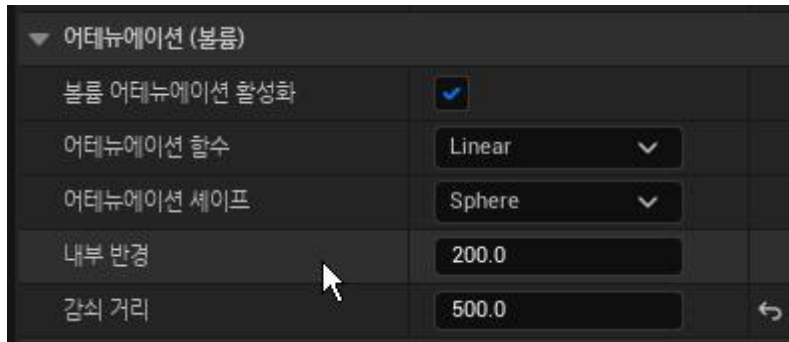 어테뉴에이션 (볼륨)
볼륨 어테뉴에이션 활성화
어테뉴에이션 함수 Linear
어테뉴에이션 셰이프 Sphere
내부 반경 200.0
감쇠 거리 500.0